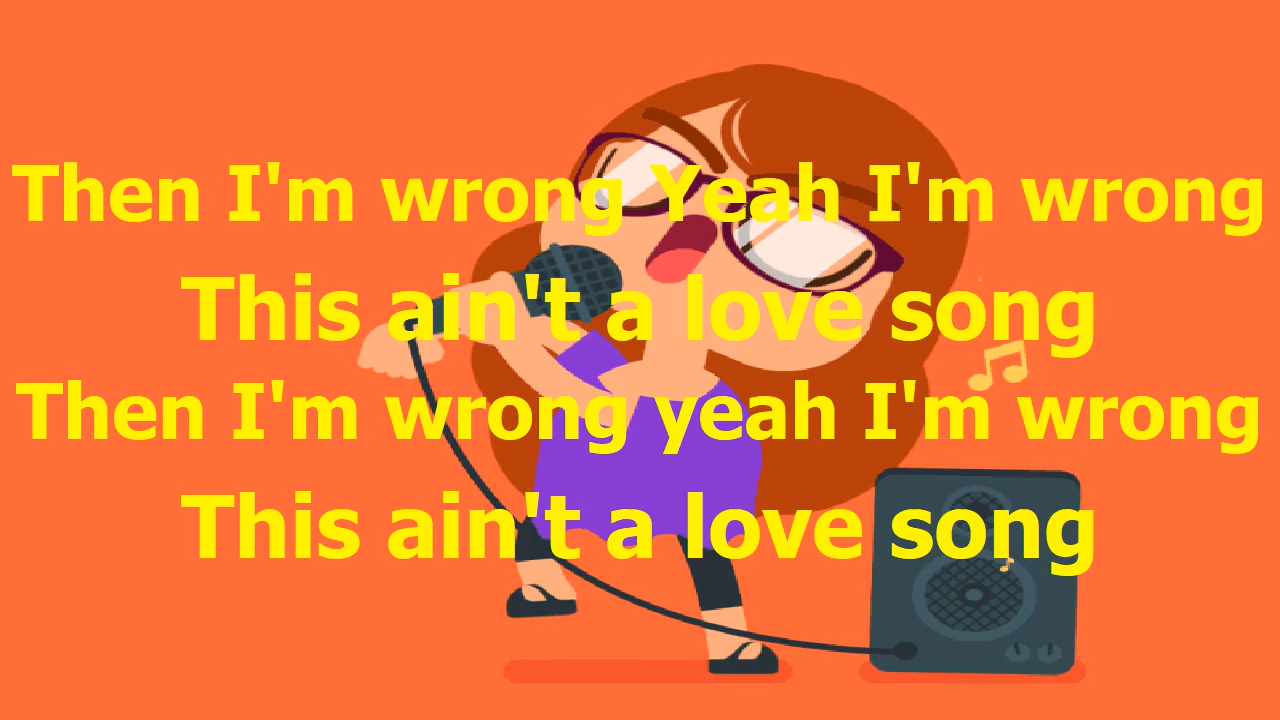 Then I'm wrong Yeah I'm wrong
This ain't a love song
Then I'm wrong yeah I'm wrong
This ain't a love song